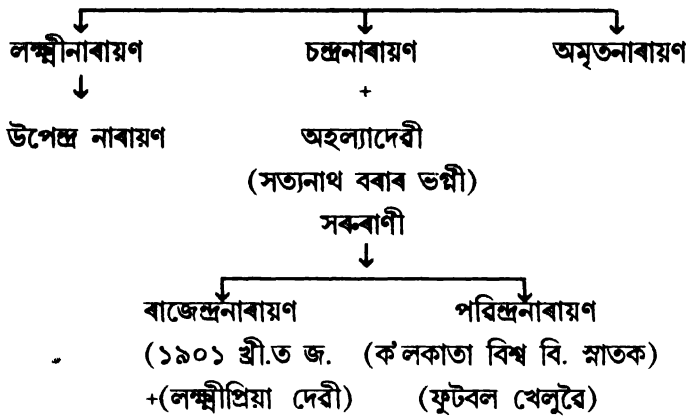 লক্ষ্মীনাৰায়ণ চন্দ্ৰনাৰায়ণ অমৃতনাৰায়ণ
+
উপেন্দ্ৰ নাৰায়ণ অহল্যাদেৱী
(সত্যনাথ বৰাৰ ভগ্নী)
সৰুৰাণী
ৰাজেন্দ্ৰনাৰায়ণ পৱিন্দ্ৰনাৰায়ণ
(১৯০১ খ্ৰী.ত জ. (ক'লকাতা বিশ্ব বি. স্নাতক)
+(লক্ষ্মীপ্ৰিয়া দেৱী) (ফুটবল খেলুৱৈ)